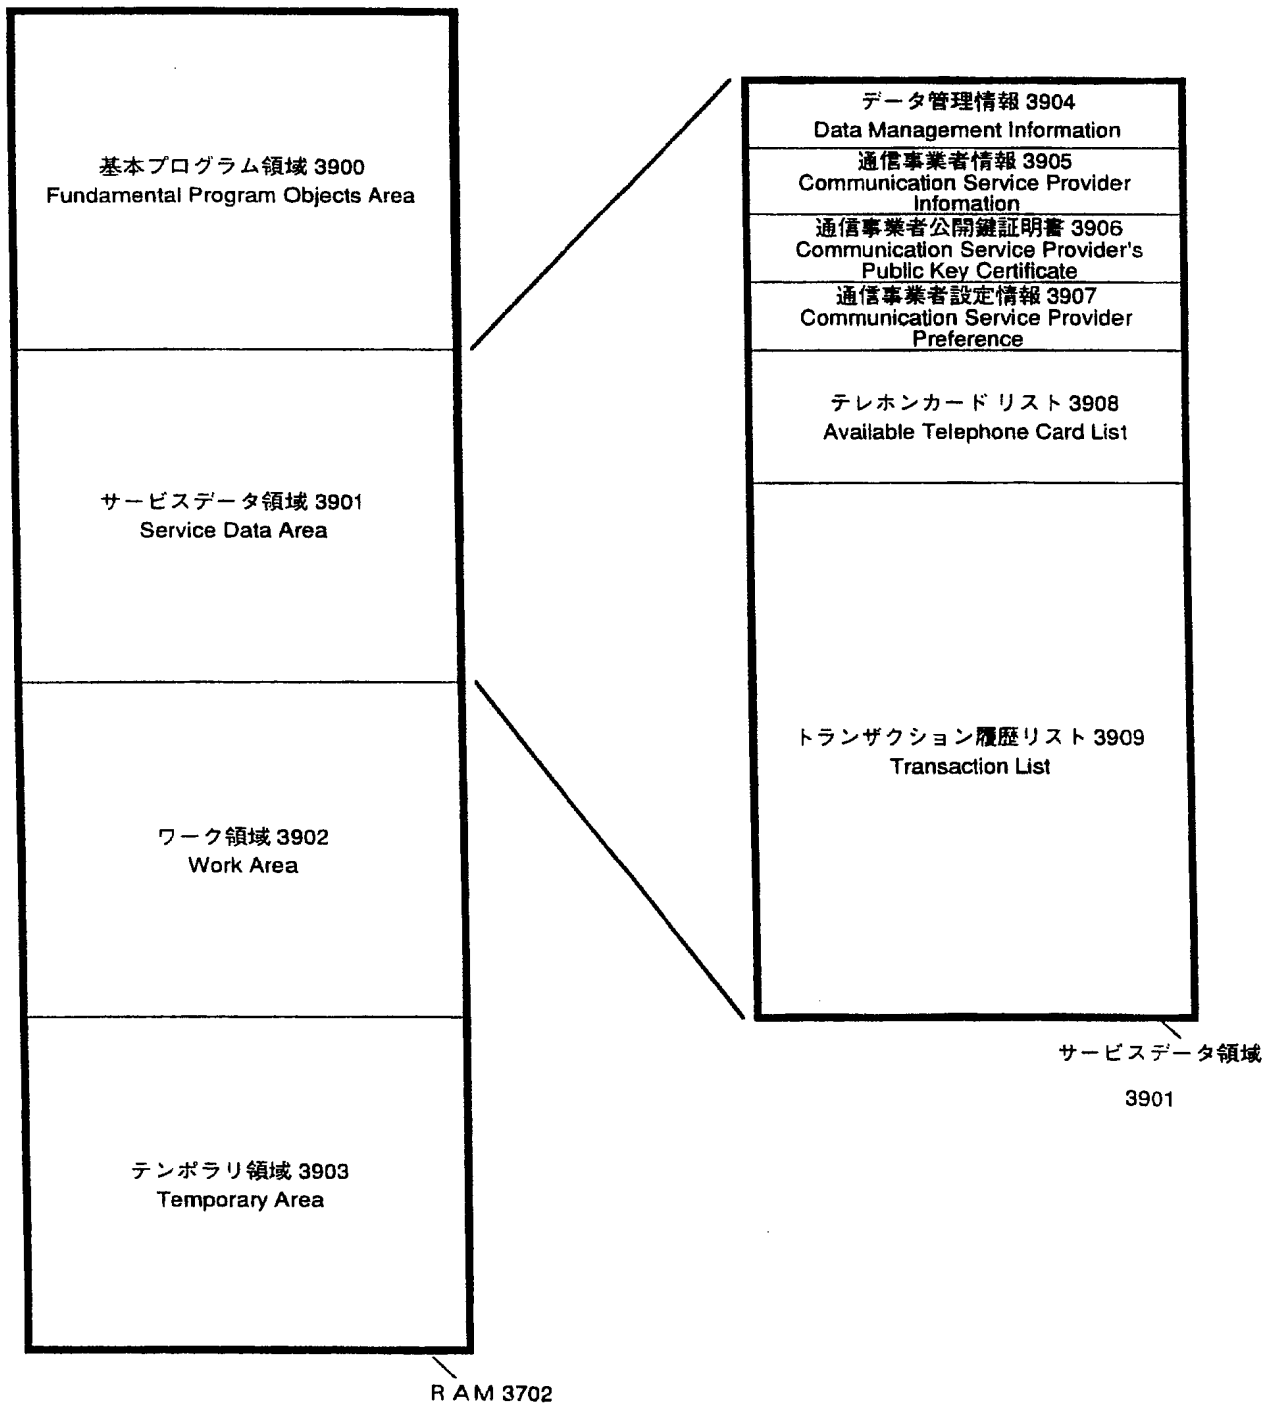 基本プログラム領域 3900
Fundamental Program Objects Area
サービスデータ領域 3901
Service Data Area
ワーク領域 3902
Work Area
テンポラリ領域 3903
Temporary Area
RAM 3702
データ管理情報 3904
Data Management Information
通信事業者情報 3905
Communication Service Provider
Infomation
通信事業者公開鍵証明書 3906
Communication Service Provider's
Public Key Certificate
通信事業者設定情報 3907
Communication Service Provider
Preference
テレホンカード リスト 3908
Available Telephone Card List
トランザクション履歴リスト 3909
Transaction List
サービスデータ領域
3901